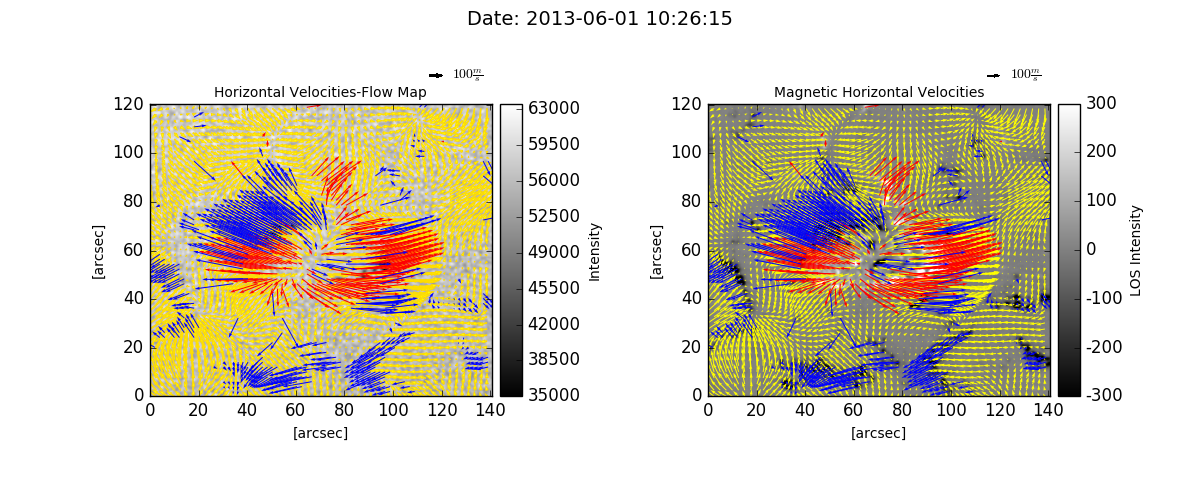 Date: 2013-06-01 10:26:15
100 m/s
100 m/s
Horizontal Velocities-Flow Map
Magnetic Horizontal Velocities
120
100
80
60
40
20
0
[arcsec]
0 20 40 60 80 100 120 140
[arcsec]
63000
59500
56000
52500
49000
45500
42000
38500
35000
Intensity
120
100
80
60
40
20
0
[arcsec]
0 20 40 60 80 100 120 140
[arcsec]
300
200
100
0
-100
-200
-300
LOS Intensity